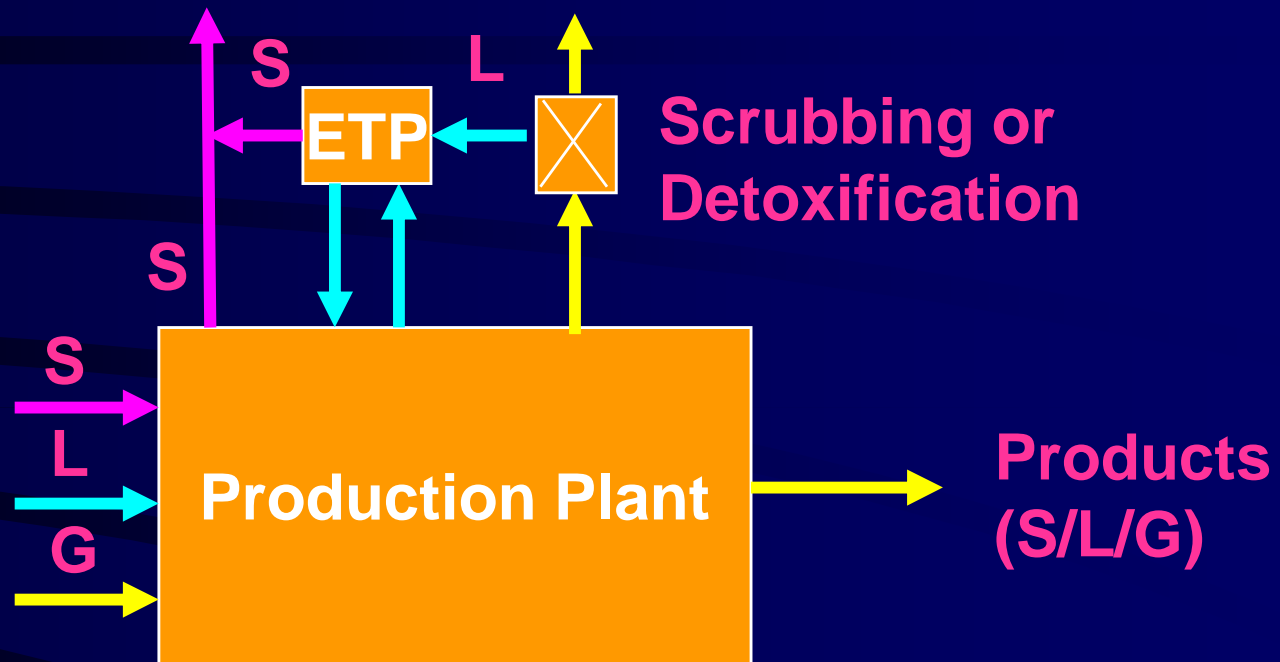 S
L
ETP
Scrubbing or
Detoxification
S
S
L
G
Production Plant
Products
(S/L/G)